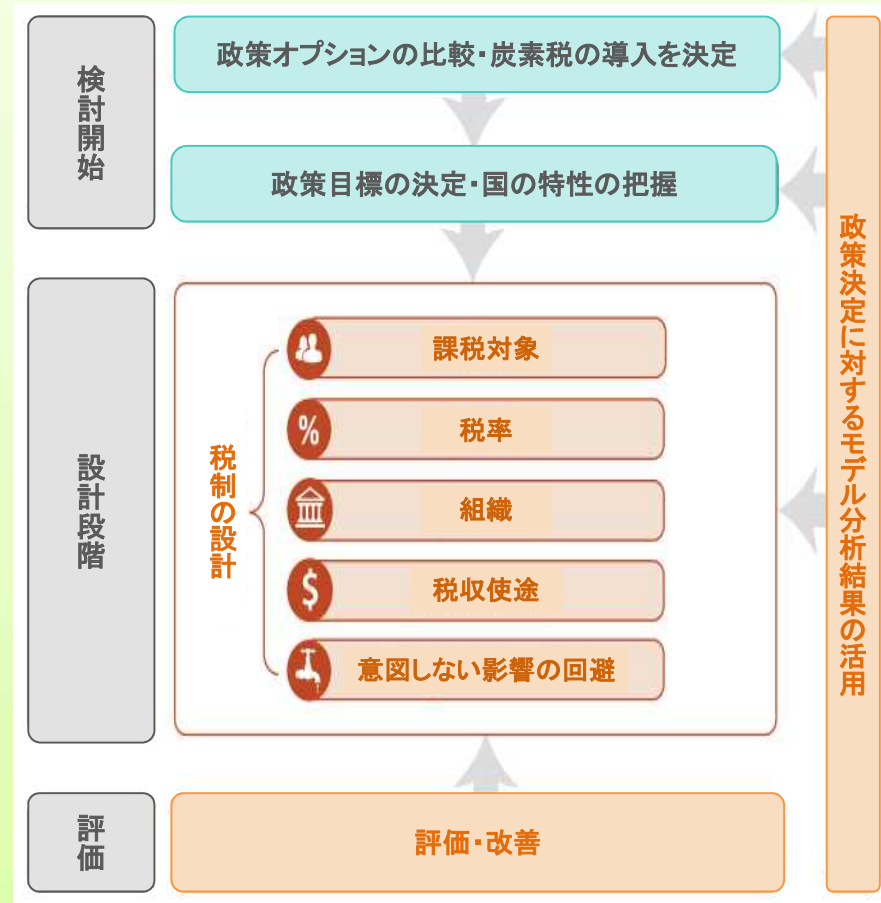 検討開始
政策オプションの比較・炭素税の導入を決定
政策目標の決定・国の特性の把握
設計段階
税制の設計
課税対象
%
税率
組織
$
税収使途
意図しない影響の回避
評価
評価・改善
政策決定に対するモデル分析結果の活用